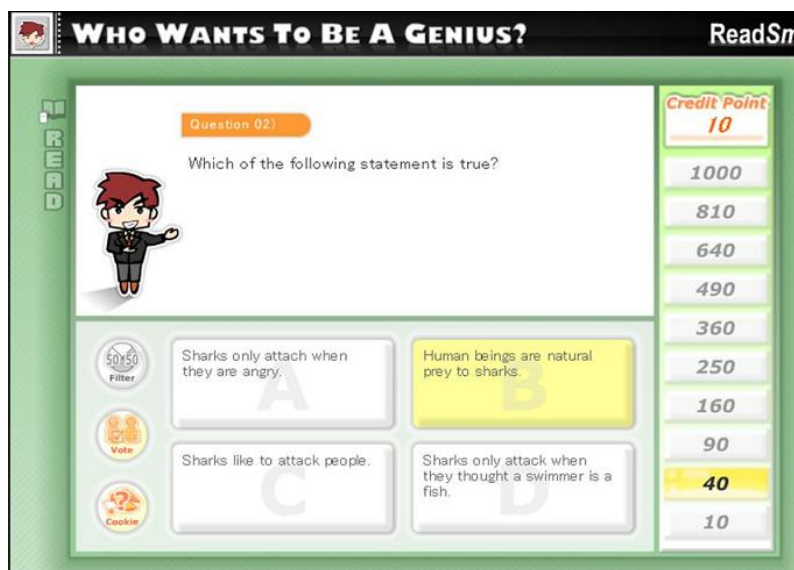 WHO WANTS TO BE A GENIUS?
ReadSm
READ
Question 02)
Which of the following statement is true?
Credit Point
10
1000
810
640
490
360
250
160
90
40
10
50×50
Filter
Vote
Cookie
Sharks only attach when
they are angry.
A
Human beings are natural
prey to sharks.
B
Sharks like to attack people.
C
Sharks only attack when
they thought a swimmer is a
fish.
D